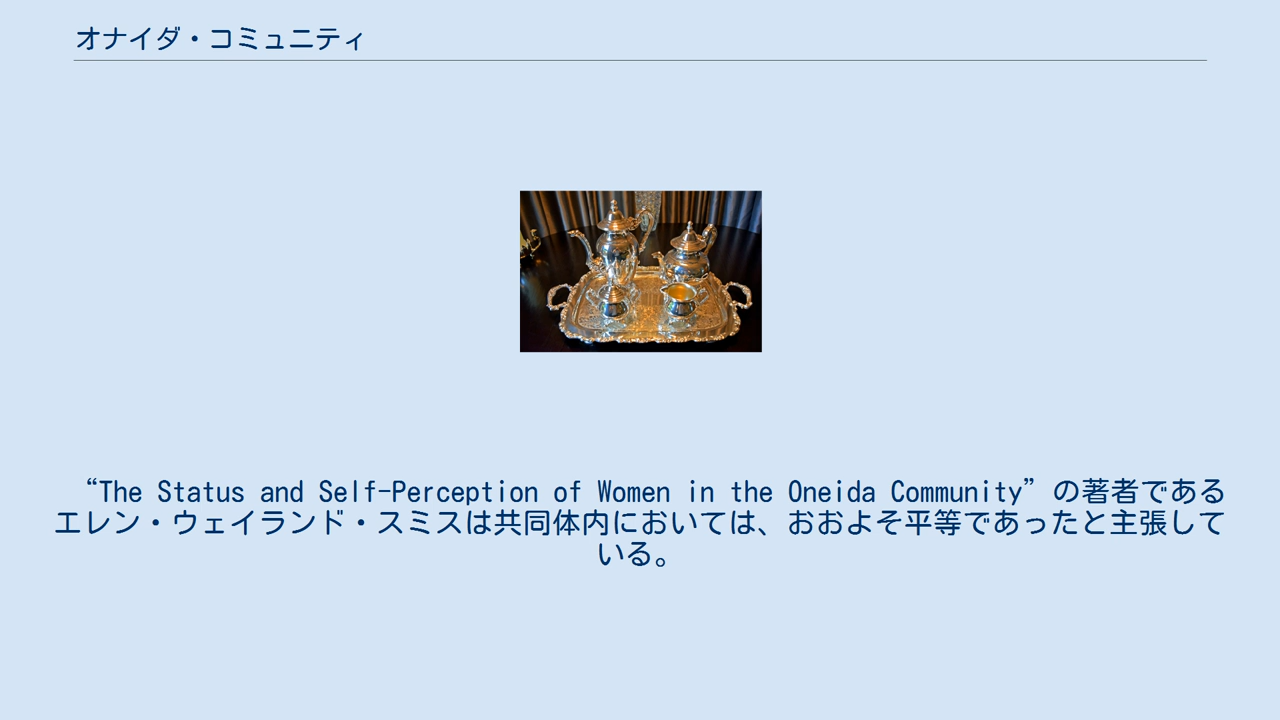 オナイダ・コミュニティ
“The Status and Self-Perception of Women in the Oneida Community”の著者である
エレン・ウェイランド・スミスは共同体内においては、おおよそ平等であったと主張して
いる。